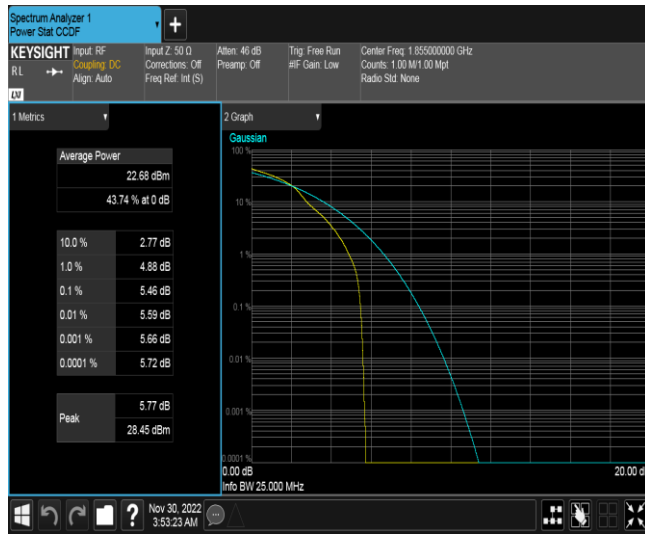 Spectrum Analyzer 1
Power Stat CCDF
+
KEYSIGHT
RL
Input: RF
Coupling: DC
Align: Auto
Input Z: 50 Ω
Corrections: Off
Freq Ref: Int (S)
Atten: 46 dB
Preamp: Off
Trig: Free Run
#IF Gain: Low
Center Freq: 1.855000000 GHz
Counts: 1.00 M/1.00 Mpt
Radio Std: None
LXI
1 Metrics
Average Power
22.68 dBm
43.74 % at 0 dB
10.0 % 2.77 dB
1.0 % 4.88 dB
0.1 % 5.46 dB
0.01 % 5.59 dB
0.001 % 5.66 dB
0.0001 % 5.72 dB
Peak
5.77 dB
28.45 dBm
2 Graph
Gaussian
100 %
10 %
1 %
0.1 %
0.01 %
0.001 %
0.0001 %
0.00 dB
20.00 d
Info BW 25.000 MHz
?
Nov 30, 2022
3:53:23 AM